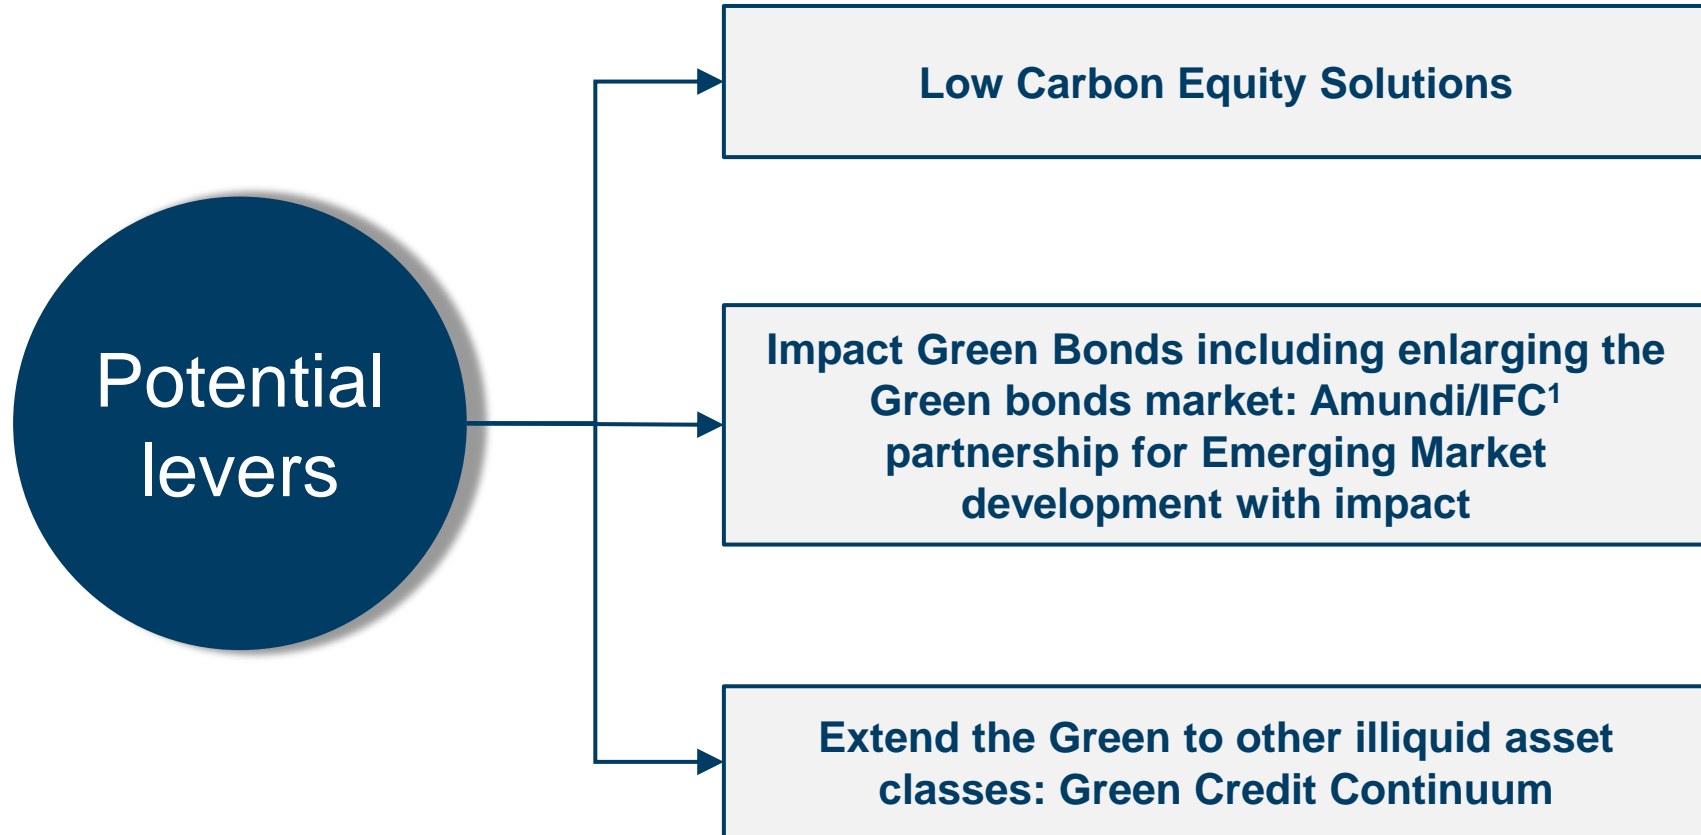 Potential
levers
Low Carbon Equity Solutions
Impact Green Bonds including enlarging the
Green bonds market: Amundi/IFC¹
partnership for Emerging Market
development with impact
Extend the Green to other illiquid asset
classes: Green Credit Continuum